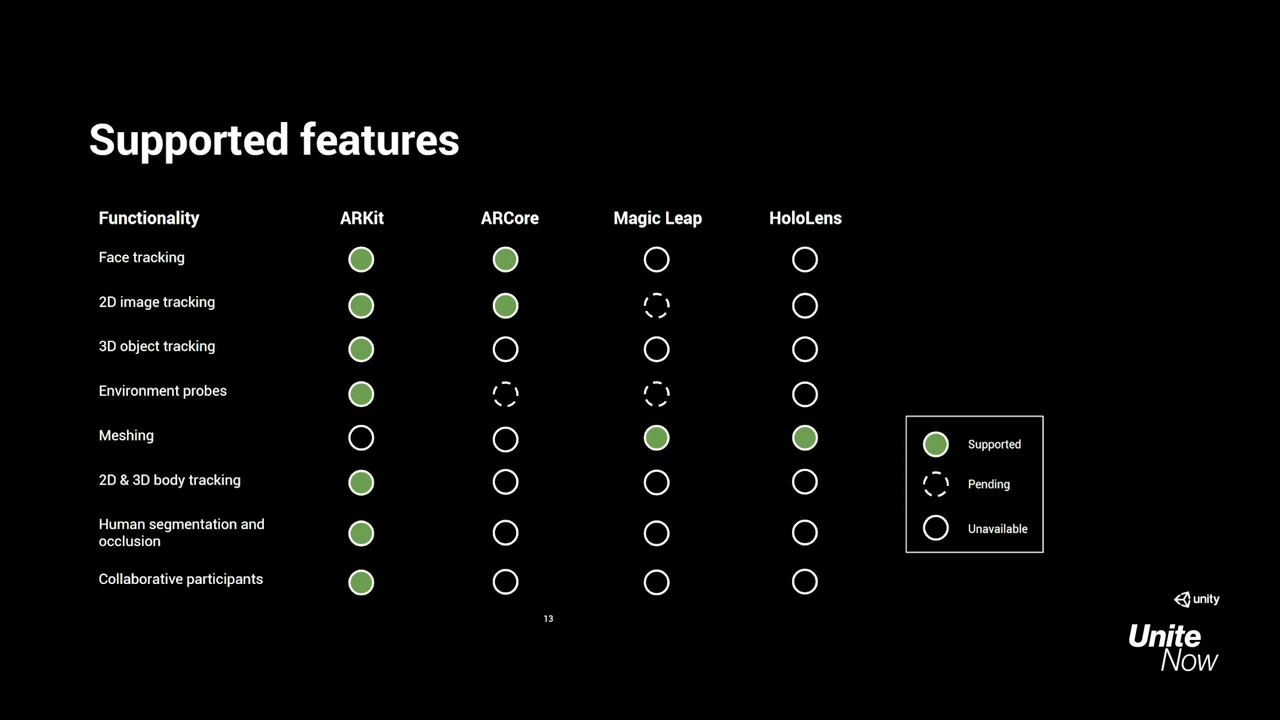 Supported features
Functionality ARKit ARCore Magic Leap HoloLens
Face tracking
2D image tracking
3D object tracking
Environment probes
Meshing
2D & 3D body tracking
Human segmentation and
occlusion
Collaborative participants
Supported
Pending
Unavailable
13
unity
Unite
Now